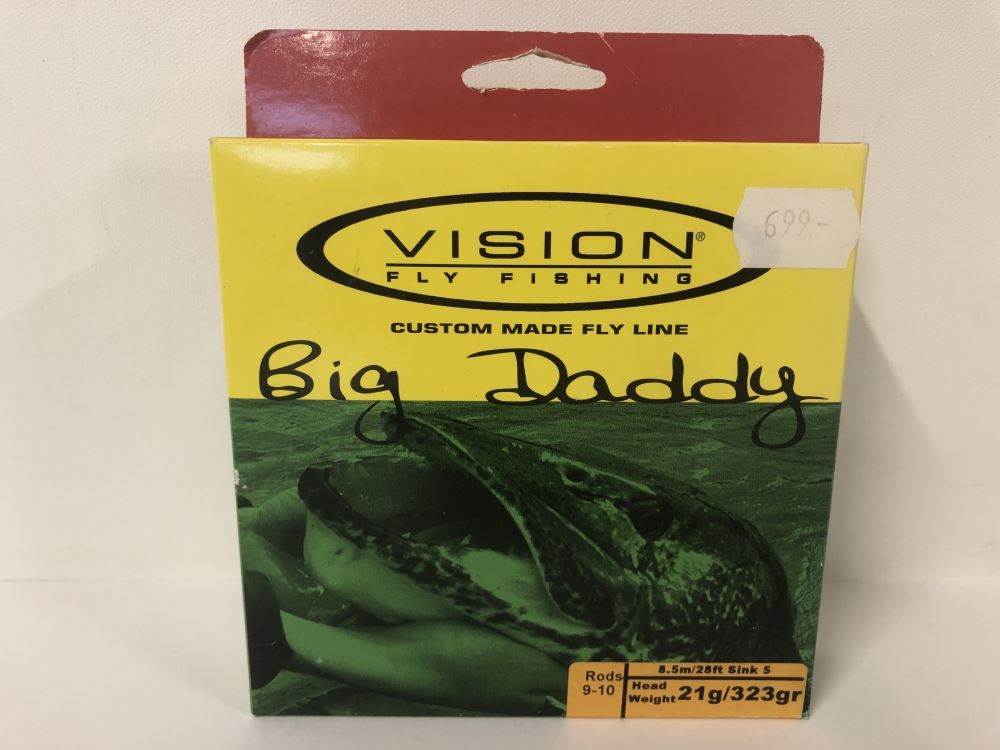 699.-
VISION®
FLY FISHING
CUSTOM MADE FLY LINE
Big Daddy
Rods
9-10
8.5m/28ft Sink 5
Head
Weight 21g/323gr